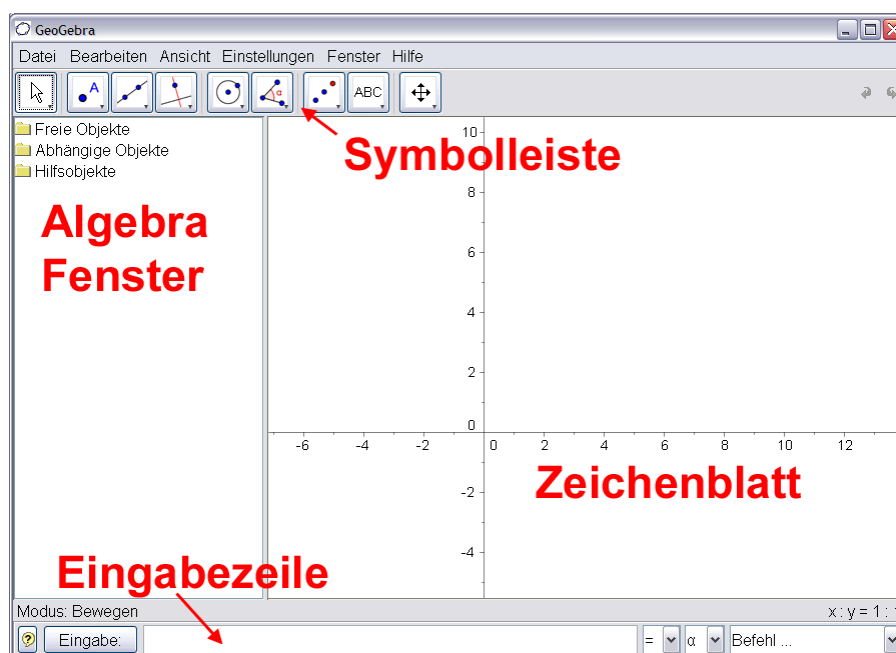 GeoGebra
Datei Bearbeiten Ansicht Einstellungen Fenster Hilfe
A
α
ABC
Freie Objekte
Abhängige Objekte
Hilfsobjekte
Symbolleiste
Algebra
Fenster
10
8
6
4
2
0
-6 -4 -2 0 2 4 6 8 10 12
-2
-4
Zeichenblatt
Eingabezeile
Modus: Bewegen
x : y = 1 :
? Eingabe: = α Befehl ...